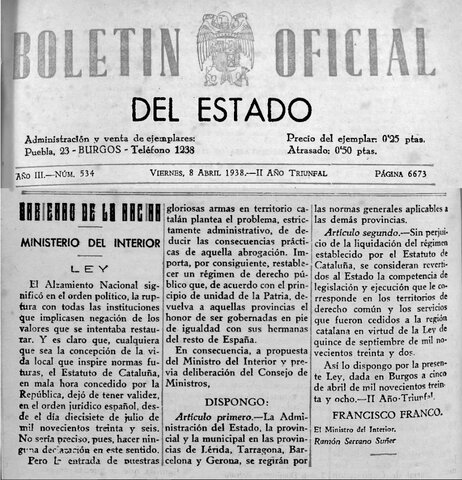 BOLETIN OFICIAL
DEL ESTADO
Administración y venta de ejemplares:
Puebla, 23 - BURGOS - Teléfono 1238
Precio del ejemplar: 0'25 ptas.
Atrasado: 0'50 ptas.
AÑO III.—NÚM. 534
VIERNES, 8 ABRIL 1938.—II AÑO TRIUNFAL
PÁGINA 6673
GOBIERNO DE LA NACION
MINISTERIO DEL INTERIOR
LEY
El Alzamiento Nacional sig-
nificó en el orden político, la rup-
tura con todas las instituciones
que implicasen negación de los
valores que se intentaba restau-
rar. Y es claro que, cualquiera
que sea la concepción de la vi-
da local que inspire normas fu-
turas, el Estatuto de Cataluña,
en mala hora concedido por la
República, dejó de tener validez,
en el orden jurídico español, des-
de el día diecisiete de julio de
mil novecientos treinta y seis.
No sería preciso, pues, hacer nin-
guna declaración en este sentido.
Pero la entrada de nuestras
gloriosas armas en territorio ca-
talán plantea el problema, estric-
tamente administrativo, de dedu-
cir las consecuencias prácticas
de aquella abrogación. Impor-
ta, por consiguiente, restable-
cer un régimen de derecho públi-
co que, de acuerdo con el prin-
cipio de unidad de la Patria, de-
vuelva a aquellas provincias el
honor de ser gobernadas en pie
de igualdad con sus hermanas
del resto de España.
En consecuencia, a propuesta
del Ministro del Interior y pre-
via deliberación del Consejo de
Ministros,
DISPONGO:
Artículo primero.—La Admi-
nistración del Estado, la provin-
cial y la municipal en las provin-
cias de Lérida, Tarragona, Bar-
celona y Gerona, se regirán por
las normas generales aplicables a
las demás provincias.
Artículo segundo.—Sin perjui-
cio de la liquidación del régimen
establecido por el Estatuto de
Cataluña, se consideran reverti-
dos al Estado la competencia de
legislación y ejecución que le co-
rresponde en los territorios de
derecho común y los servicios
que fueron cedidos a la región
catalana en virtud de la Ley de
quince de septiembre de mil no-
vecientos treinta y dos.
Así lo dispongo por la presen-
te Ley, dada en Burgos a cinco
de abril de mil novecientos trein-
ta y ocho.—II Año-Triunfal.
FRANCISCO FRANCO.
El Ministro del Interior,
Ramón Serrano Suñer